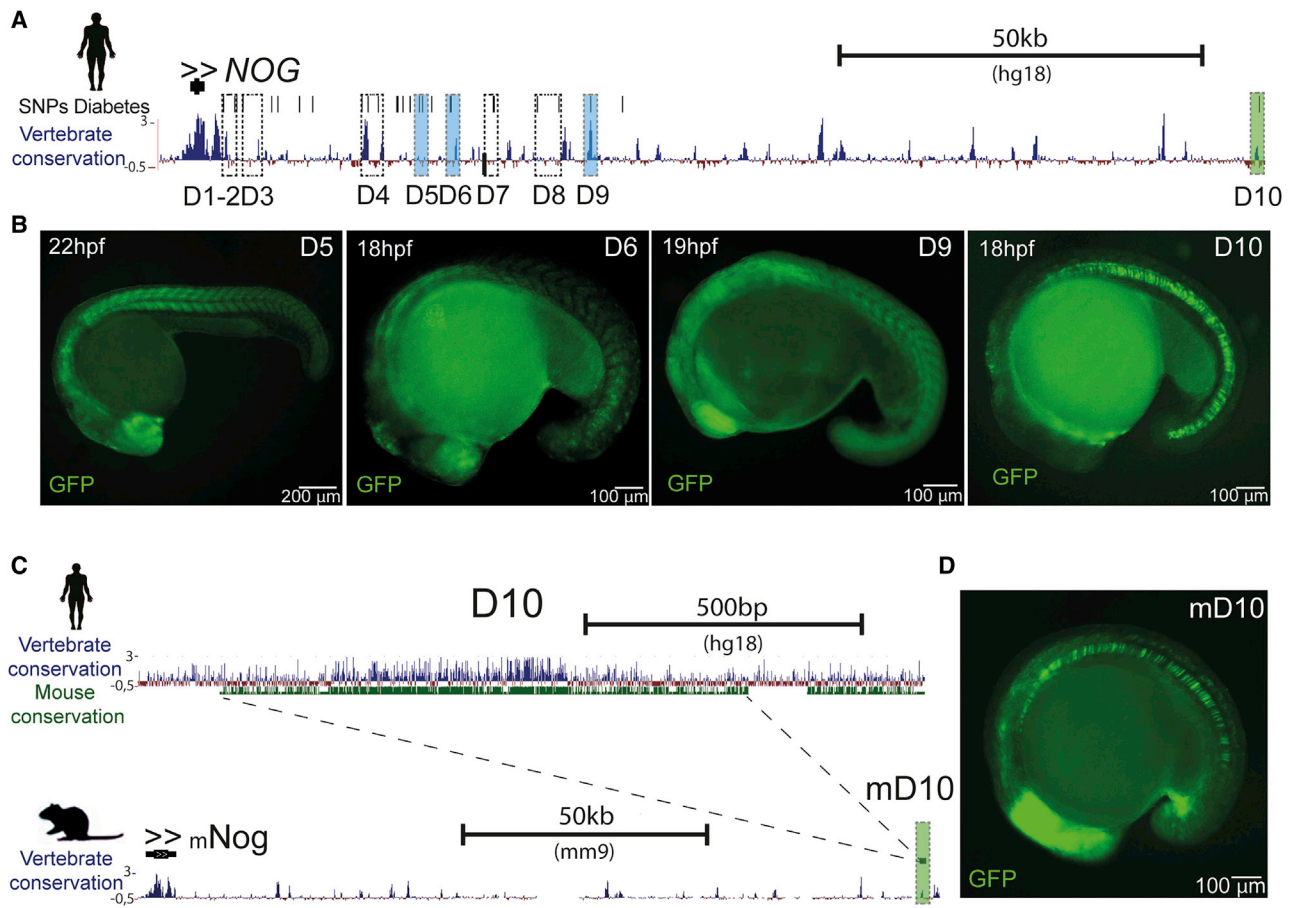 A
50kb
(hg18)
>> NOG
SNPs Diabetes
3
Vertebrate
conservation
-0.5
D1-2D3
D4
D5D6
D7
D8
D9
D10
B
22hpf
D5
GFP
200 µm
18hpf
D6
GFP
100 µm
19hpf
D9
GFP
100 µm
18hpf
D10
GFP
100 µm
C
D10
500bp
(hg18)
Vertebrate
conservation
3
-0,5
Mouse
conservation
mD10
50kb
(mm9)
>> mNog
>>
Vertebrate
conservation
3
-0,5
D
mD10
GFP
100 µm